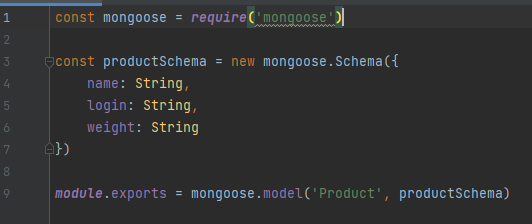 1 const mongoose = require('mongoose')
2
3 const productSchema = new mongoose.Schema({
4 name: String,
5 login: String,
6 weight: String
7 })
8
9 module.exports = mongoose.model('Product', productSchema)